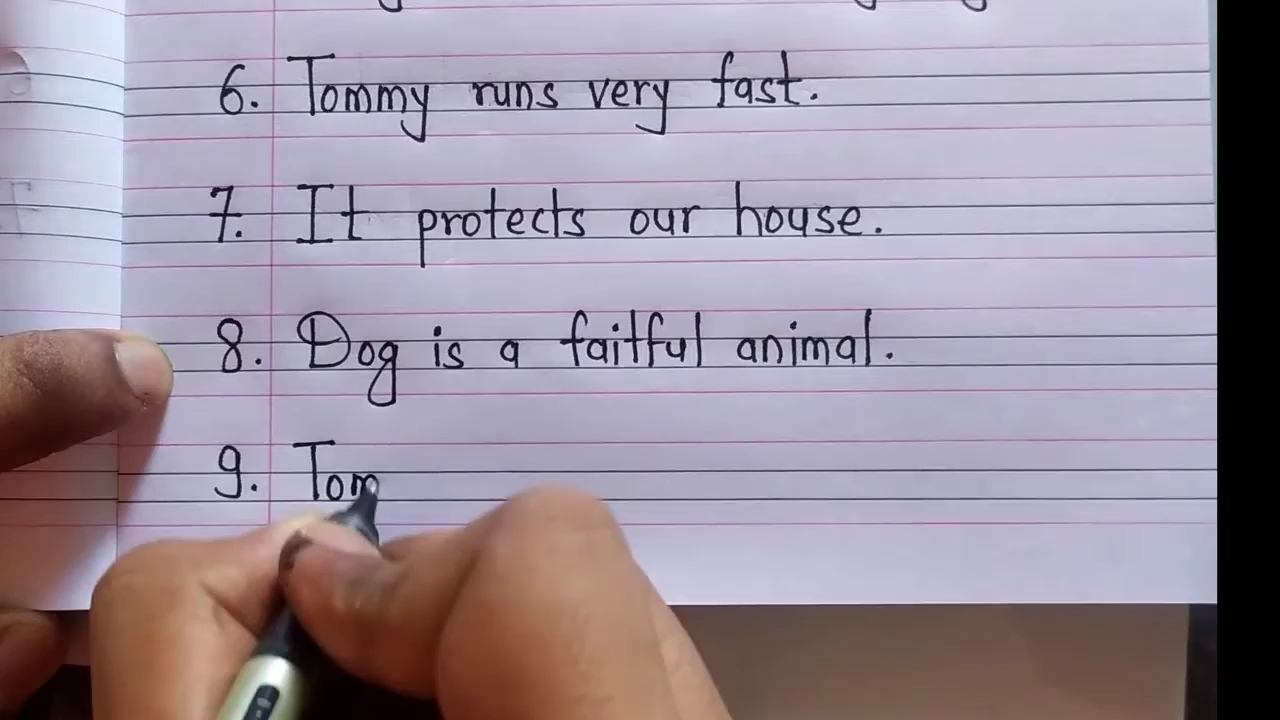 6. Tommy runs very fast.
7. It protects our house.
8. Dog is a faitful animal.
9. Tom